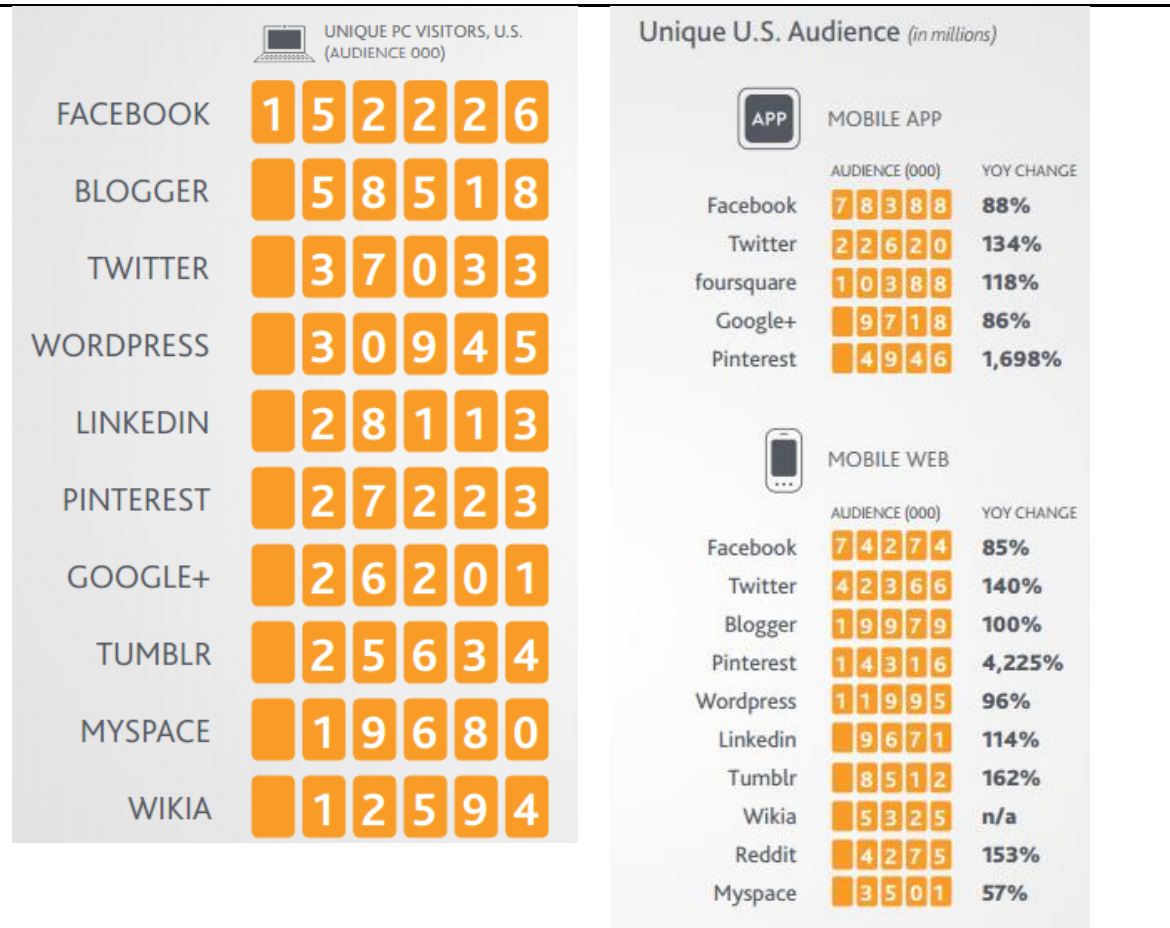 UNIQUE PC VISITORS, U.S.
(AUDIENCE 000)
FACEBOOK 152226
BLOGGER 58518
TWITTER 37033
WORDPRESS 30945
LINKEDIN 28113
PINTEREST 27223
GOOGLE+ 26201
TUMBLR 25634
MYSPACE 19680
WIKIA 12594
Unique U.S. Audience (in millions)
APP MOBILE APP
AUDIENCE (000) YOY CHANGE
Facebook 78388 88%
Twitter 22620 134%
foursquare 10388 118%
Google+ 9718 86%
Pinterest 4946 1,698%
MOBILE WEB
AUDIENCE (000) YOY CHANGE
Facebook 74274 85%
Twitter 42366 140%
Blogger 19979 100%
Pinterest 14316 4,225%
Wordpress 11995 96%
Linkedin 9671 114%
Tumblr 8512 162%
Wikia 5325 n/a
Reddit 4275 153%
Myspace 3501 57%